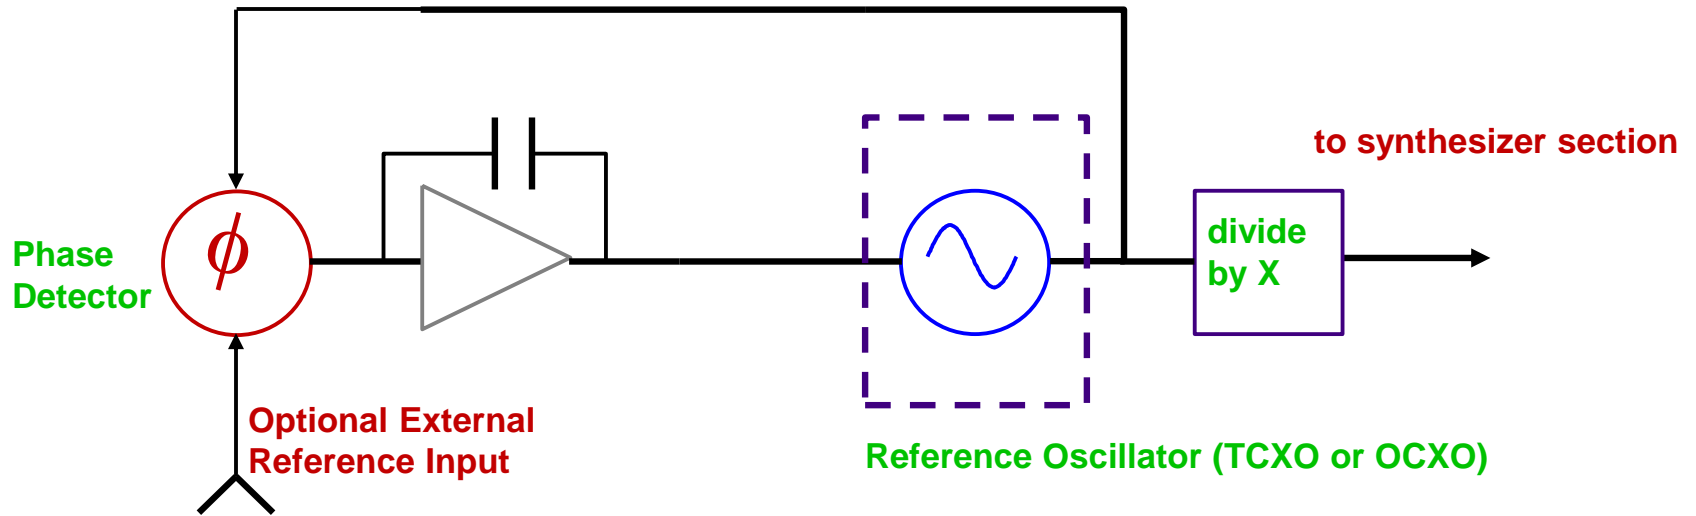 to synthesizer section
ϕ
divide
by X
Phase
Detector
Optional External
Reference Input
Reference Oscillator (TCXO or OCXO)